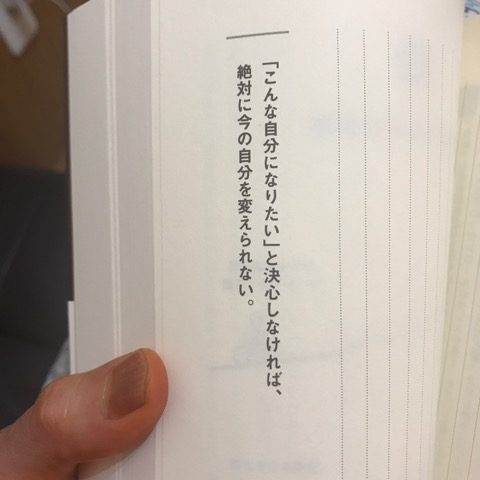 「こんな自分になりたい」と決心しなければ、
絶対に今の自分を変えられない。